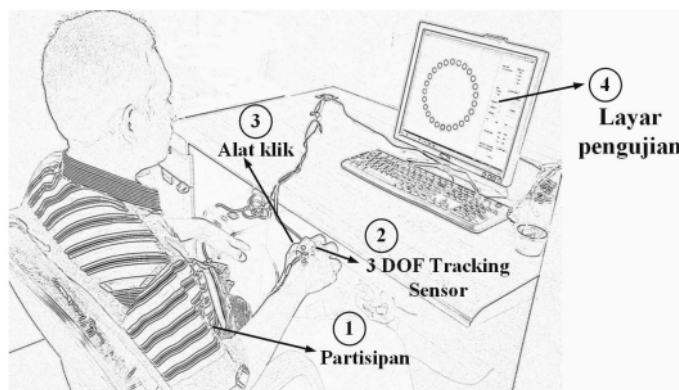 3
Alat klik
4
Layar
pengujian
2
3 DOF Tracking
Sensor
1
Partisipan